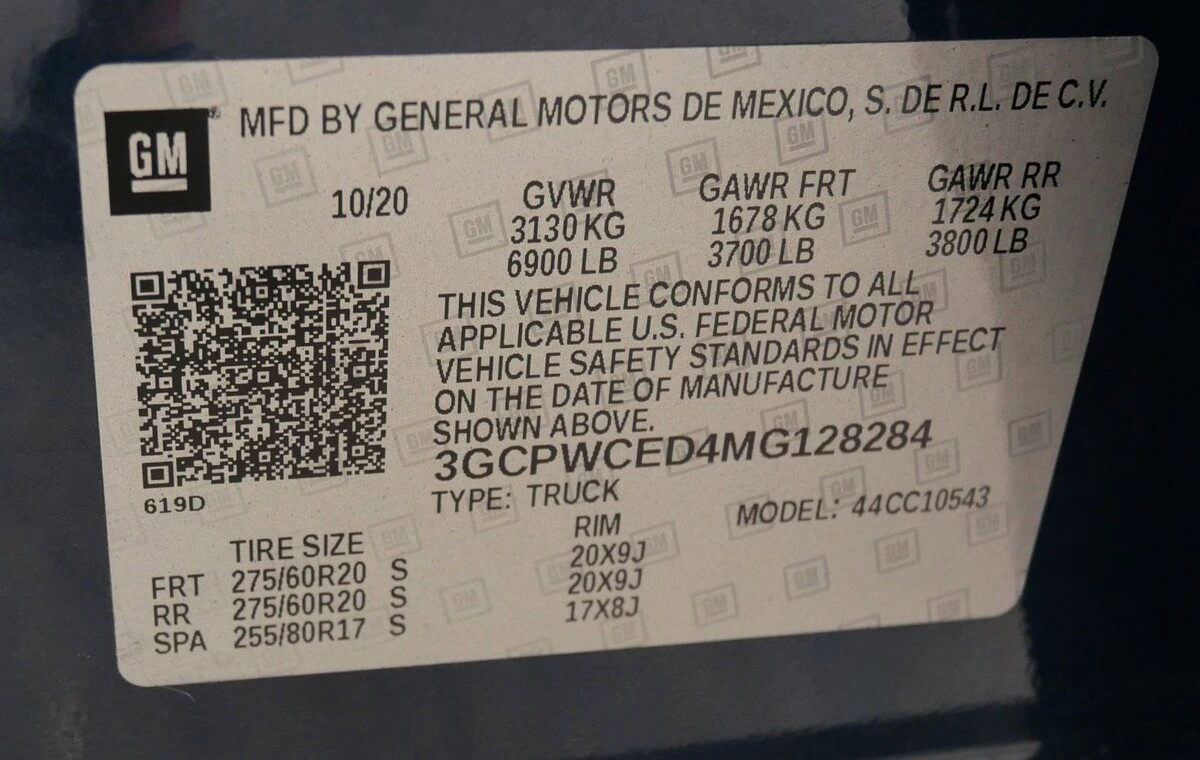 GM
MFD BY GENERAL MOTORS DE MEXICO, S. DE R.L. DE C.V.
10/20
GVWR GAWR FRT GAWR RR
3130 KG 1678 KG 1724 KG
6900 LB 3700 LB 3800 LB
THIS VEHICLE CONFORMS TO ALL
APPLICABLE U.S. FEDERAL MOTOR
VEHICLE SAFETY STANDARDS IN EFFECT
ON THE DATE OF MANUFACTURE
SHOWN ABOVE.
3GCPWCED4MG128284
619D
TYPE: TRUCK MODEL: 44CC10543
TIRE SIZE RIM
FRT 275/60R20 S 20X9J
RR 275/60R20 S 20X9J
SPA 255/80R17 S 17X8J